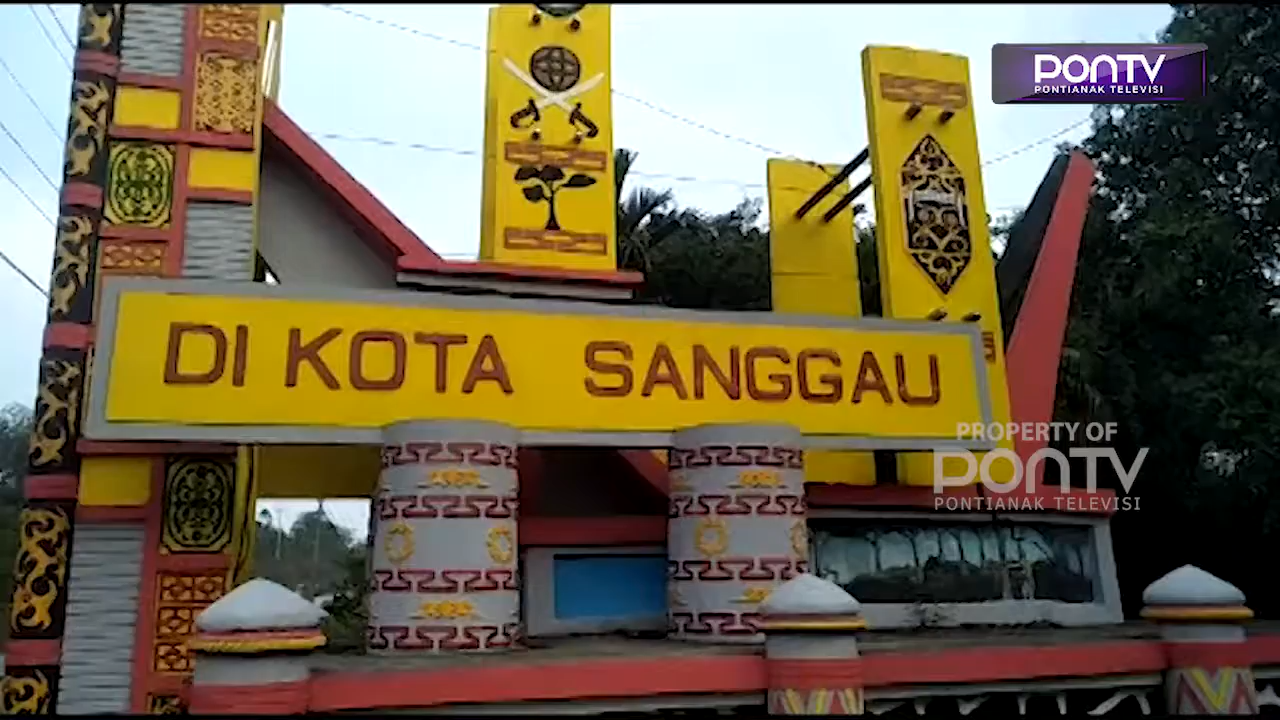 PONTV
PONTIANAK TELEVISI
DI KOTA SANGGAU
PROPERTY OF
PONTV
PONTIANAK TELEVISI